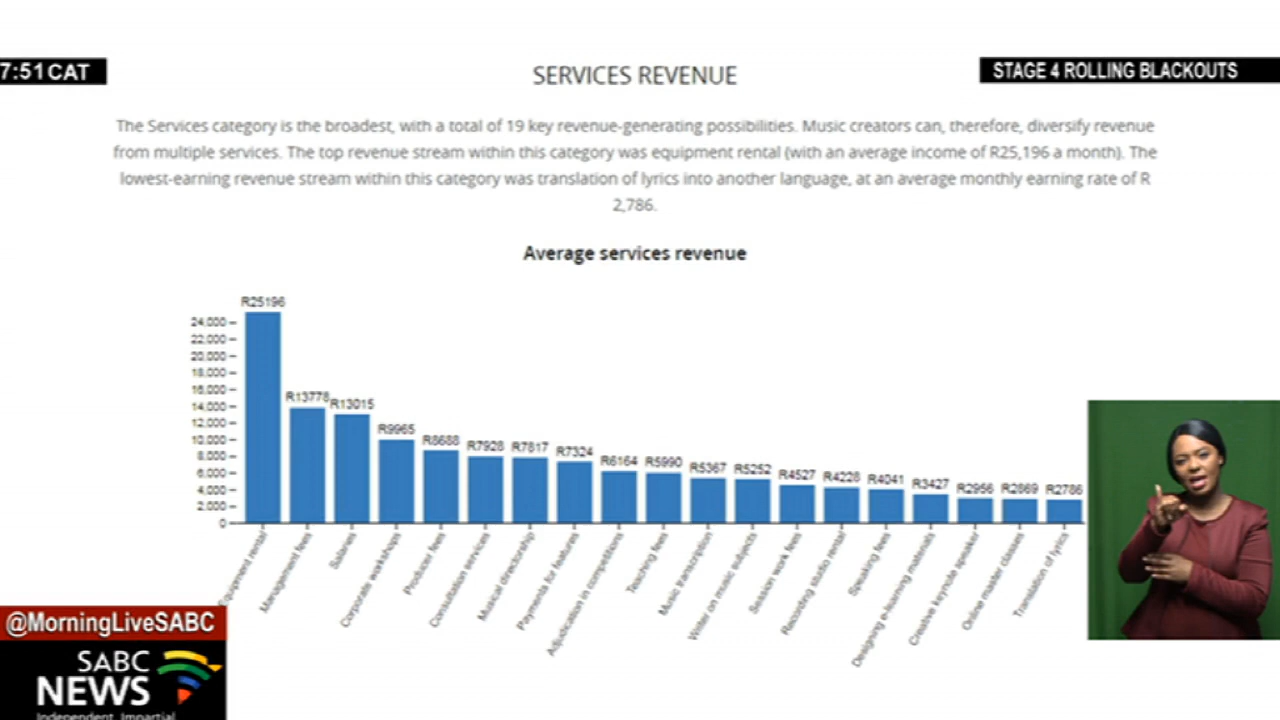 7:51 CAT
STAGE 4 ROLLING BLACKOUTS
SERVICES REVENUE
The Services category is the broadest, with a total of 19 key revenue-generating possibilities. Music creators can, therefore, diversify revenue
from multiple services. The top revenue stream within this category was equipment rental (with an average income of R25,196 a month). The
lowest-earning revenue stream within this category was translation of lyrics into another language, at an average monthly earning rate of R
2,786.
Average services revenue
R25196
R13778
R13015
R9965
R8688
R7928
R7817
R7324
R6164
R5990
R5367
R5252
R4527
R4228
R4041
R3427
R2956
R2869
R2786
24,000
22,000
20,000
18,000
16,000
14,000
12,000
10,000
8,000
6,000
4,000
2,000
0
Equipment rental
Management fees
Salaries
Corporate workshops
Producer fees
Consultation services
Musical directorship
Payments for features
Adjudication in competitions
Teaching fees
Music transcription
Writer on music subjects
Session work fees
Recording studio rental
Speaking fees
Designing e-learning materials
Creative keynote speaker
Online master classes
Translation of lyrics
@MorningLiveSABC
SABC
NEWS
Independent. Impartial